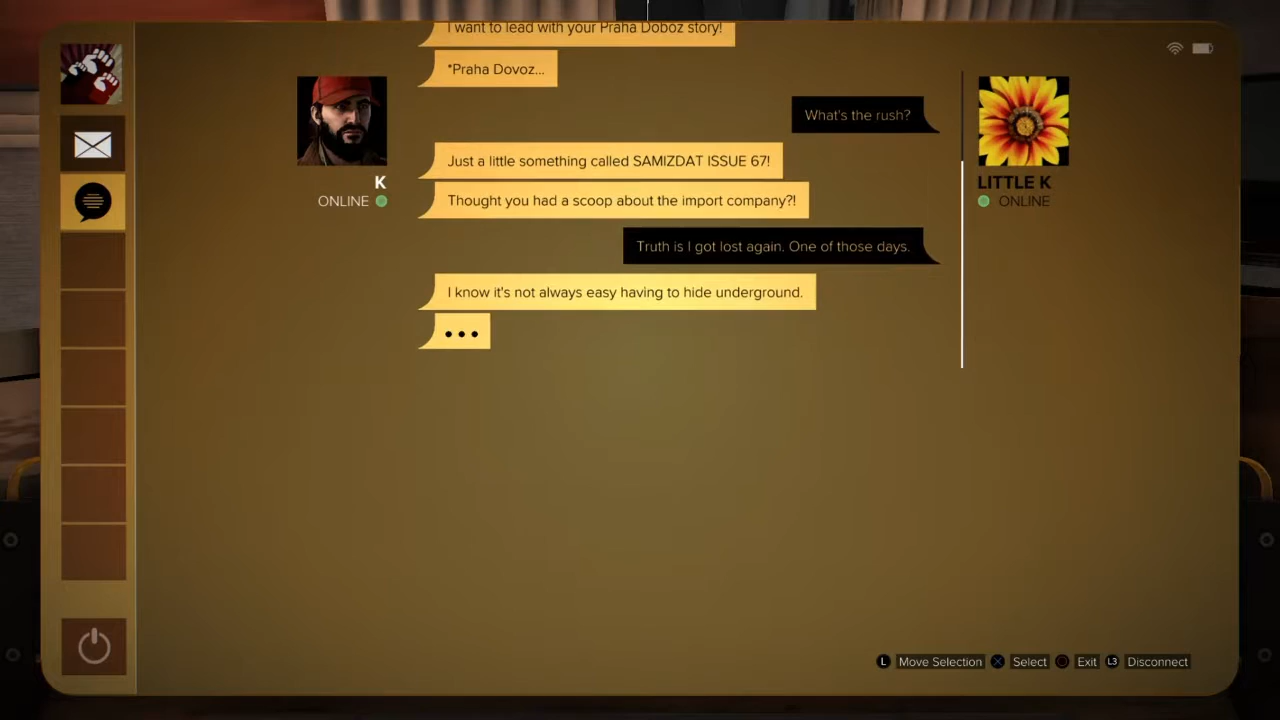 I want to lead with your Praha Doboz story!
*Praha Dovoz...
What's the rush?
Just a little something called SAMIZDAT ISSUE 67!
Thought you had a scoop about the import company?!
Truth is I got lost again. One of those days.
I know it's not always easy having to hide underground.
K
ONLINE
LITTLE K
ONLINE
L Move Selection Select Exit L3 Disconnect